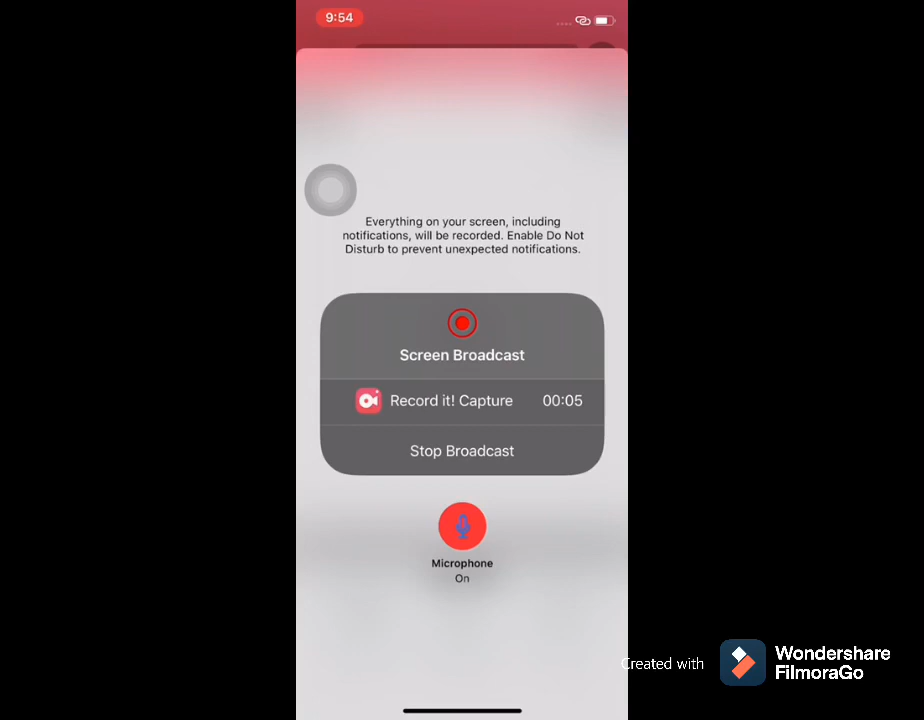 9:54
Everything on your screen, including
notifications, will be recorded. Enable Do Not
Disturb to prevent unexpected notifications.
Screen Broadcast
Record it! Capture 00:05
Stop Broadcast
Microphone
On
Created with
Wondershare
FilmoraGo